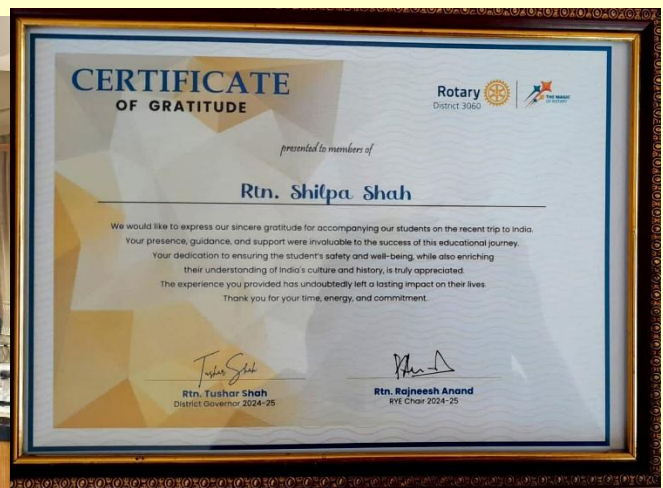 CERTIFICATE
OF GRATITUDE
Rotary
District 3060
THE MAGIC
OF ROTARY
presented to members of
Rtn. Shilpa Shah
We would like to express our sincere gratitude for accompanying our students on the recent trip to India.
Your presence, guidance, and support were invaluable to the success of this educational journey.
Your dedication to ensuring the student's safety and well-being, while also enriching
their understanding of India's culture and history, is truly appreciated.
The experience you provided has undoubtedly left a lasting impact on their lives.
Thank you for your time, energy, and commitment.
Tushar Shah
Rtn. Tushar Shah
District Governor 2024-25
Rtn. Rajneesh Anand
RYE Chair 2024-25